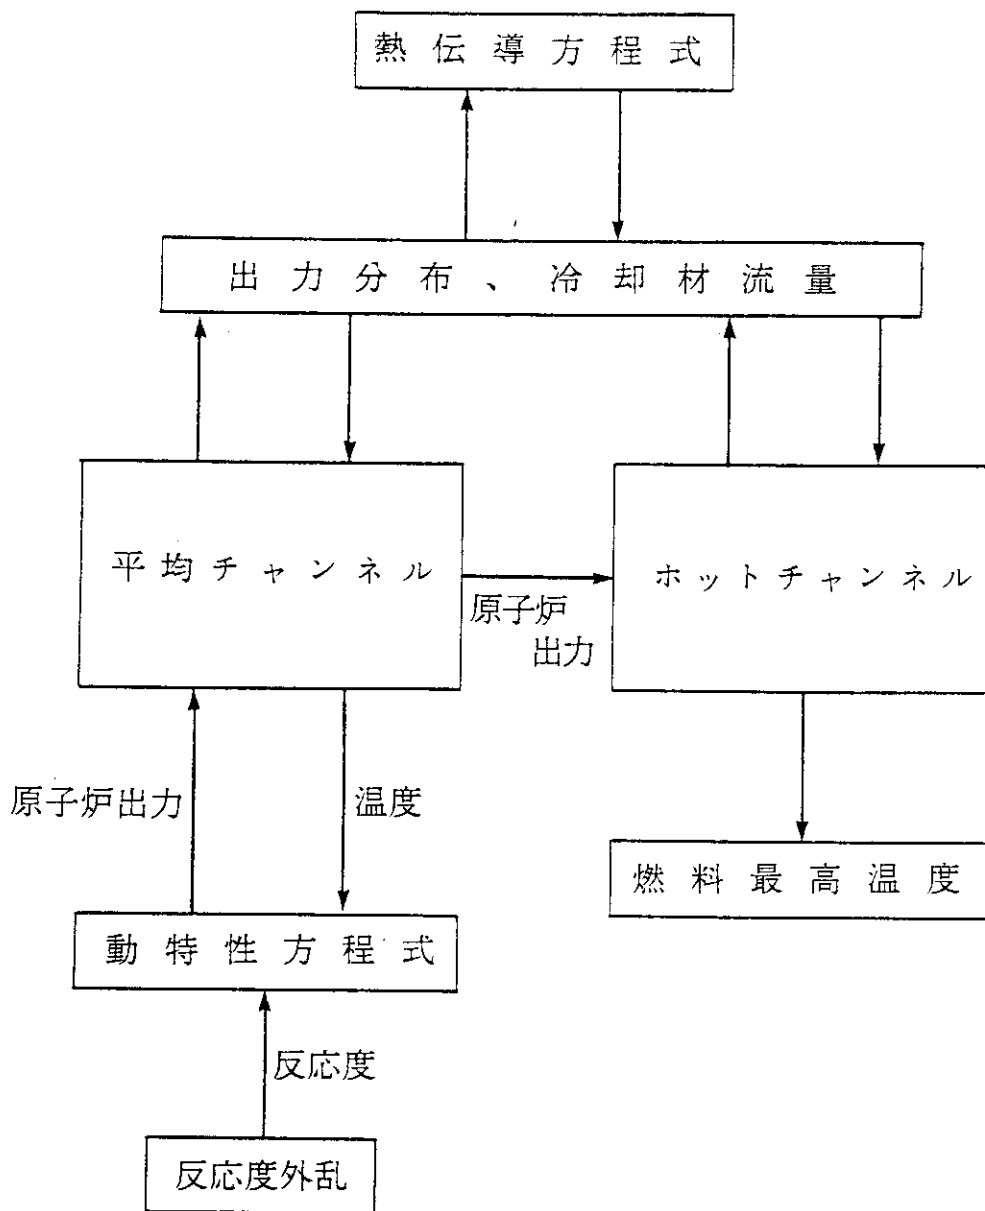 熱伝導方程式
出力分布、冷却材流量
平均チャンネル
ホットチャンネル
原子炉
出力
原子炉出力
温度
燃料最高温度
動特性方程式
反応度
反応度外乱